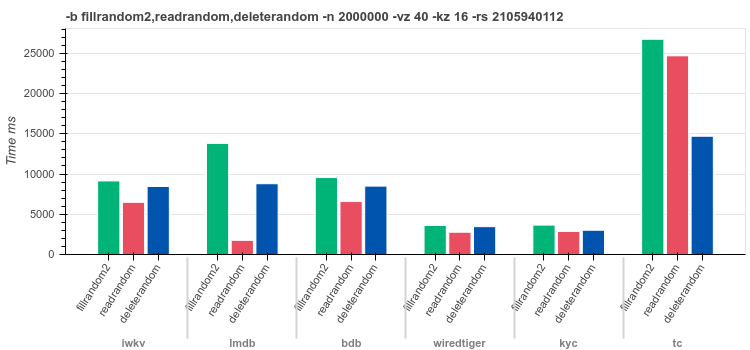 -b fillrandom2,readrandom,deleterandom -n 2000000 -vz 40 -kz 16 -rs 2105940112
Time ms
25000
20000
15000
10000
5000
0
fillrandom2 readrandom deleterandom fillrandom2 readrandom deleterandom fillrandom2 readrandom deleterandom fillrandom2 readrandom deleterandom fillrandom2 readrandom deleterandom fillrandom2 readrandom deleterandom
iwkv lmdb bdb wiredtiger kyc tc